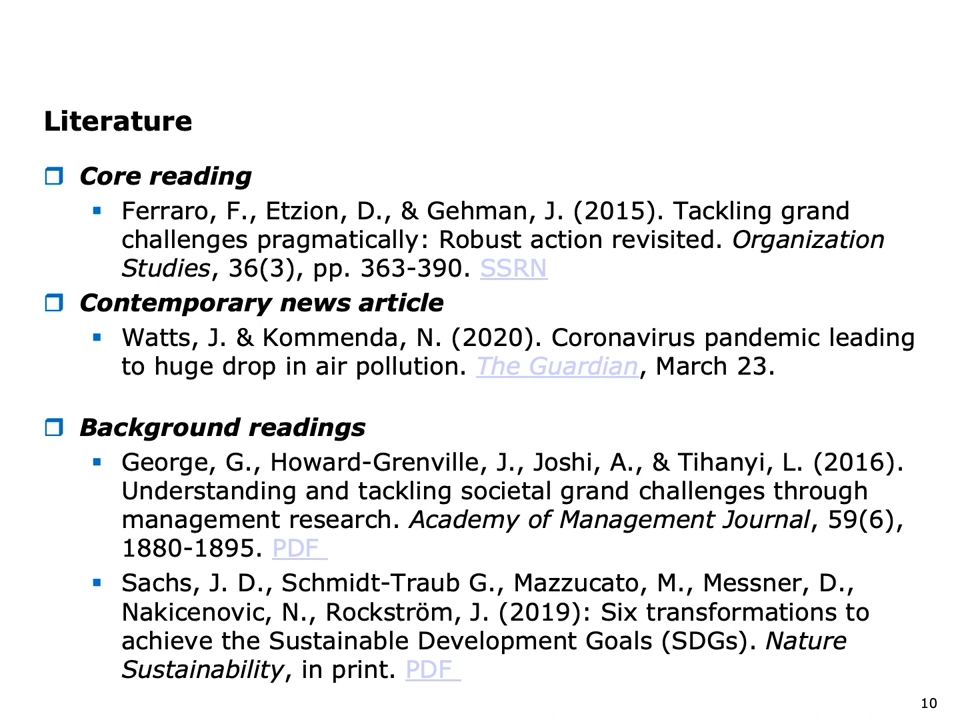 Literature
Core reading
Ferraro, F., Etzion, D., & Gehman, J. (2015). Tackling grand
challenges pragmatically: Robust action revisited. Organization
Studies, 36(3), pp. 363-390. SSRN
Contemporary news article
Watts, J. & Kommenda, N. (2020). Coronavirus pandemic leading
to huge drop in air pollution. The Guardian, March 23.
Background readings
George, G., Howard-Grenville, J., Joshi, A., & Tihanyi, L. (2016).
Understanding and tackling societal grand challenges through
management research. Academy of Management Journal, 59(6),
1880-1895. PDF
Sachs, J. D., Schmidt-Traub G., Mazzucato, M., Messner, D.,
Nakicenovic, N., Rockström, J. (2019): Six transformations to
achieve the Sustainable Development Goals (SDGs). Nature
Sustainability, in print. PDF
10